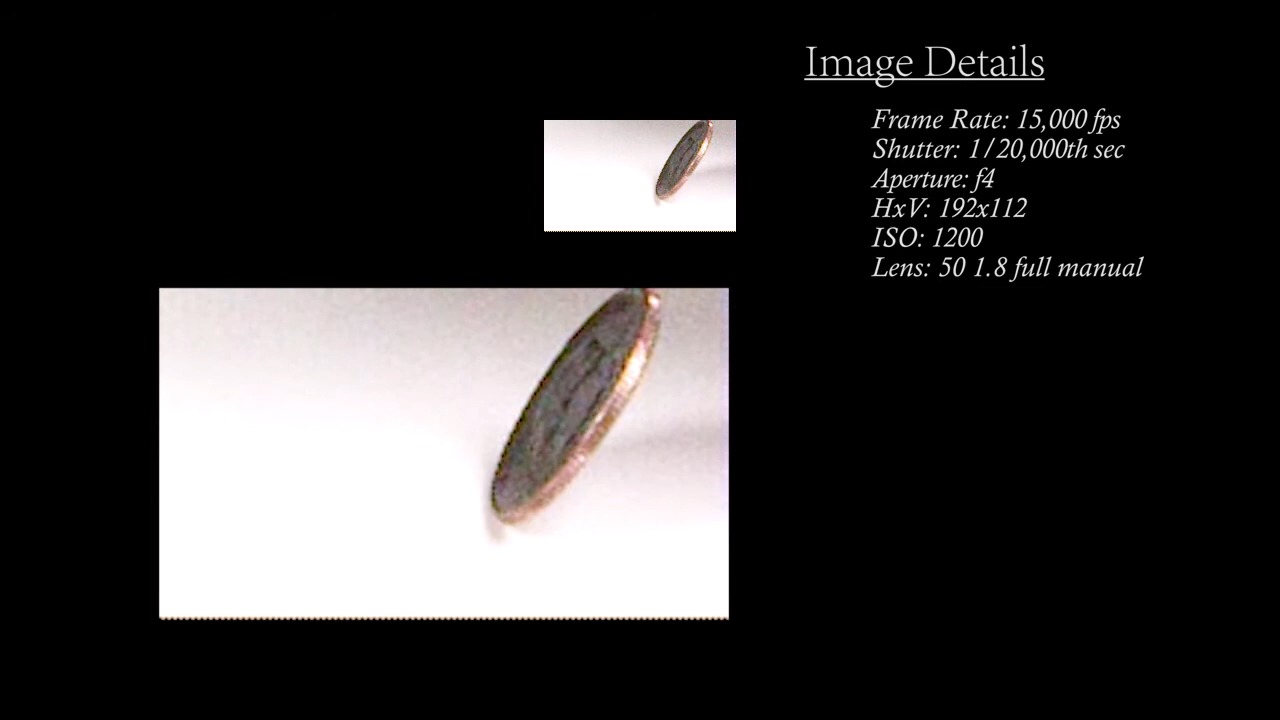 Image Details
Frame Rate: 15,000 fps
Shutter: 1/20,000th sec
Aperture: f4
HxV: 192x112
ISO: 1200
Lens: 50 1.8 full manual